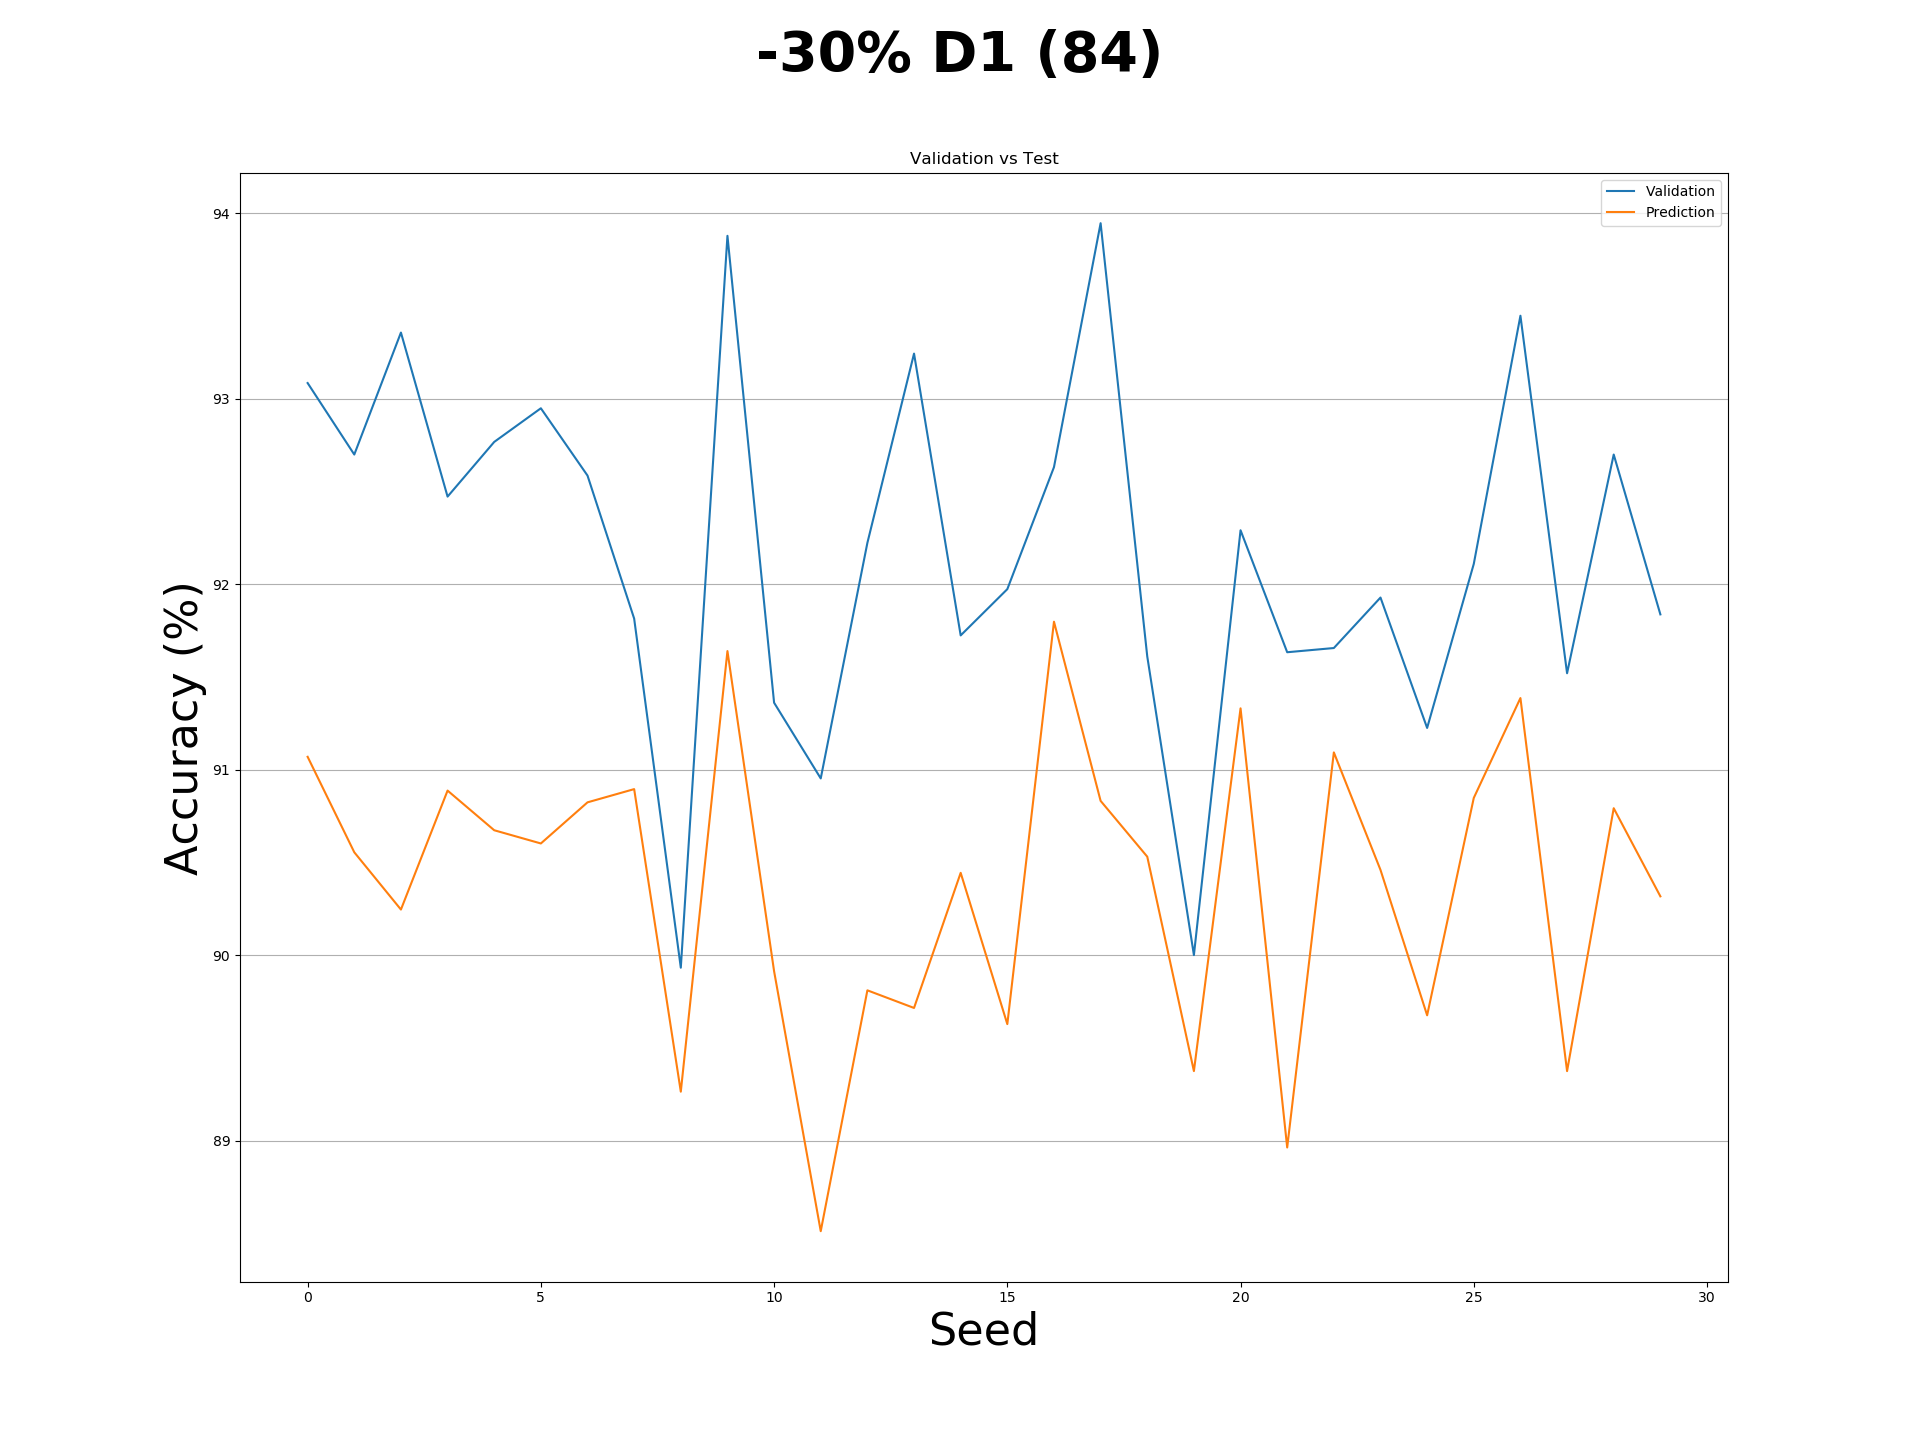 -30% D1 (84)
Validation vs Test
Validation
Prediction
94
93
92
91
90
89
Accuracy (%)
0 5 10 15 20 25 30
Seed